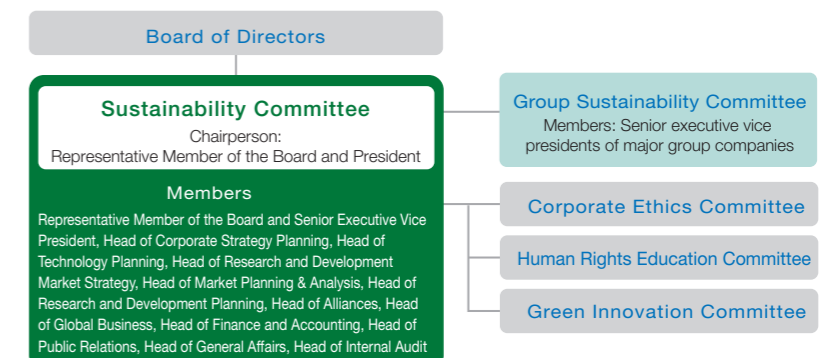 Board of Directors
Sustainability Committee
Chairperson:
Representative Member of the Board and President
Members
Representative Member of the Board and Senior Executive Vice
President, Head of Corporate Strategy Planning, Head of
Technology Planning, Head of Research and Development
Market Strategy, Head of Market Planning & Analysis, Head of
Research and Development Planning, Head of Alliances, Head
of Global Business, Head of Finance and Accounting, Head of
Public Relations, Head of General Affairs, Head of Internal Audit
Group Sustainability Committee
Members: Senior executive vice
presidents of major group companies
Corporate Ethics Committee
Human Rights Education Committee
Green Innovation Committee